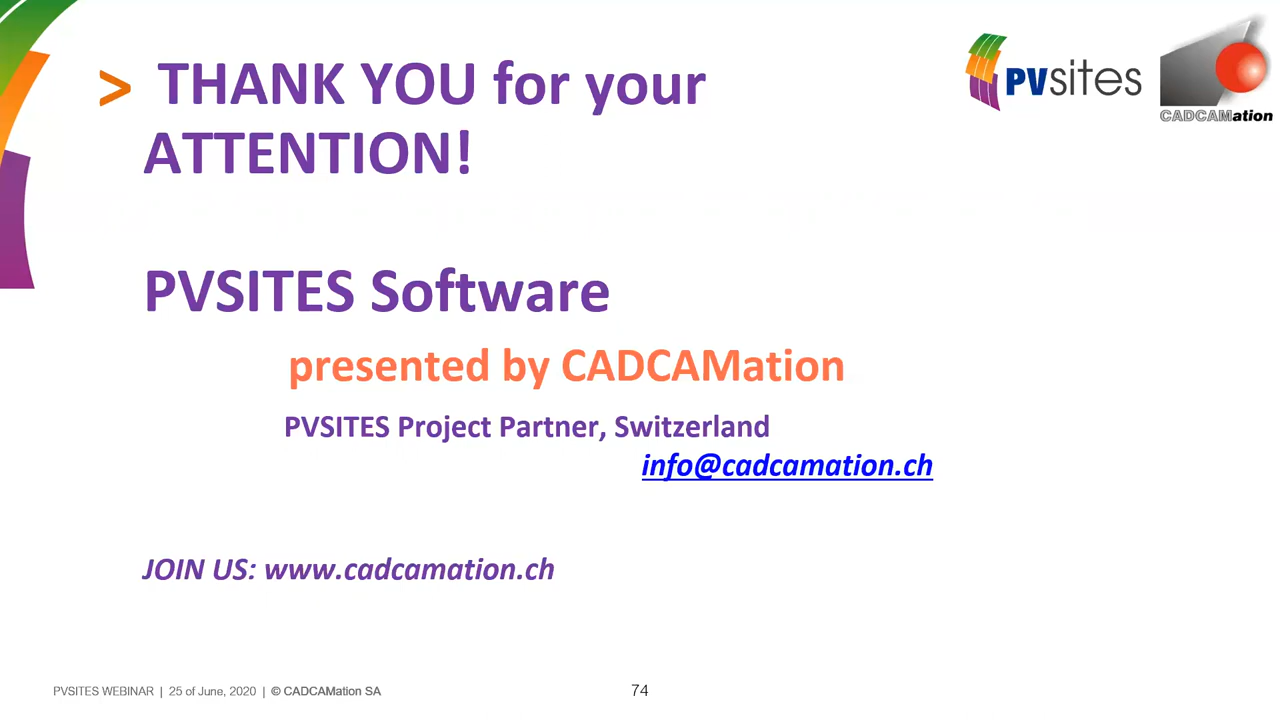 > THANK YOU for your
ATTENTION!
PVsites
CADCAMation
PVSITES Software
presented by CADCAMation
PVSITES Project Partner, Switzerland
info@cadcamation.ch
JOIN US: www.cadcamation.ch
PVSITES WEBINAR | 25 of June, 2020 | © CADCAMation SA
74